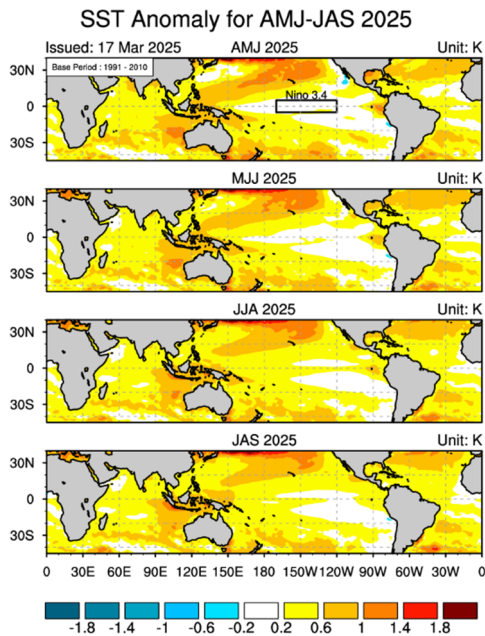 SST Anomaly for AMJ-JAS 2025
Issued: 17 Mar 2025 AMJ 2025 Unit: K
Base Period : 1991 - 2010
30N
Nino 3.4
0
30S
MJJ 2025 Unit: K
30N
0
30S
JJA 2025 Unit: K
30N
0
30S
JAS 2025 Unit: K
30N
0
30S
0 30E 60E 90E 120E 150E 180 150W 120W 90W 60W 30W 0
-1.8 -1.4 -1 -0.6 -0.2 0.2 0.6 1 1.4 1.8